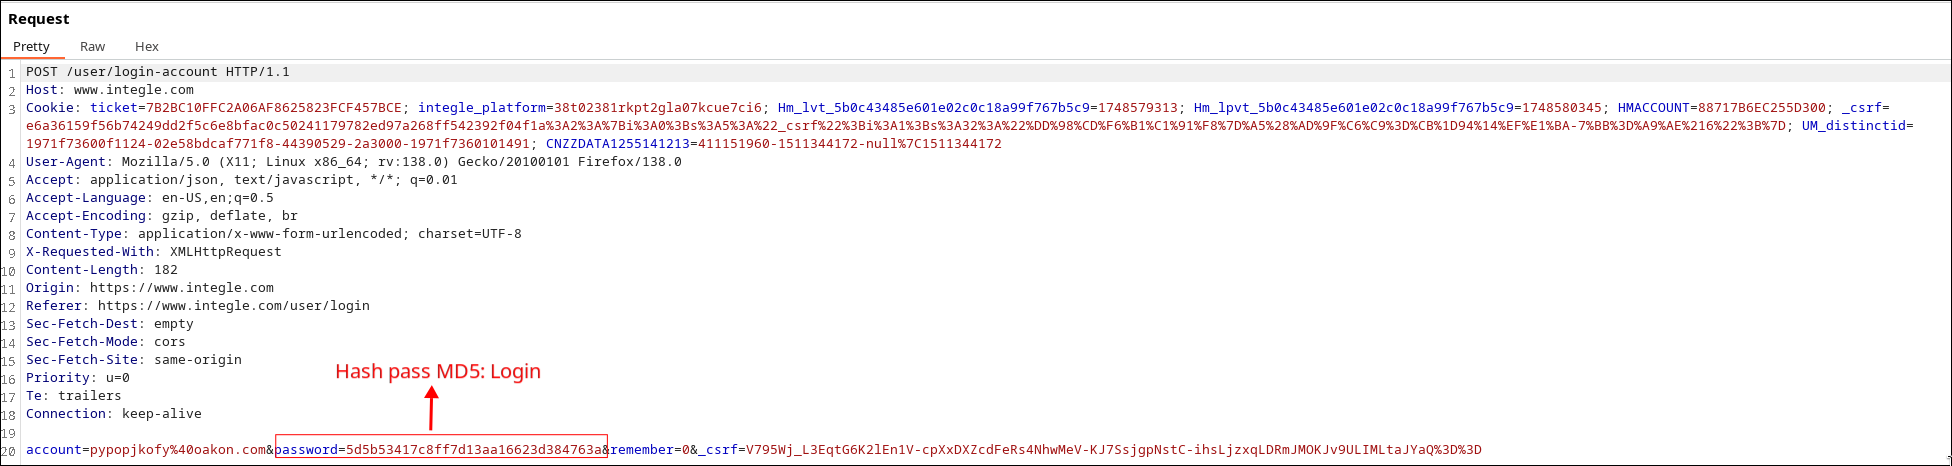 Request
Pretty Raw Hex
1 POST /user/login-account HTTP/1.1
2 Host: www.integle.com
3 Cookie: ticket=7B2BC10FFC2A06AF8625823FCF457BCE; integle_platform=38t02381rkpt2gla07kcue7ci6; Hm_lvt_5b0c43485e601e02c0c18a99f767b5c9=1748579313; Hm_lpvt_5b0c43485e601e02c0c18a99f767b5c9=1748580345; HMACCOUNT=88717B6EC255D300; _csrf=
e6a36159f56b74249dd2f5c6e8bfac0c50241179782ed97a268ff542392f04f1a%3A2%3A%7Bi%3A0%3Bs%3A5%3A%22_csrf%22%3Bi%3A1%3Bs%3A32%3A%22%DD%98%CD%F6%B1%C1%91%F8%7D%A5%28%AD%9F%C6%C9%3D%CB%1D94%14%EF%E1%BA-7%BB%3D%A9%AE%216%22%3B%7D; UM_distinctid=
1971f73600f1124-02e58bdcaf771f8-44390529-2a3000-1971f7360101491; CNZZDATA1255141213=411151960-1511344172-null%7C1511344172
4 User-Agent: Mozilla/5.0 (X11; Linux x86_64; rv:138.0) Gecko/20100101 Firefox/138.0
5 Accept: application/json, text/javascript, */*; q=0.01
6 Accept-Language: en-US,en;q=0.5
7 Accept-Encoding: gzip, deflate, br
8 Content-Type: application/x-www-form-urlencoded; charset=UTF-8
9 X-Requested-With: XMLHttpRequest
10 Content-Length: 182
11 Origin: https://www.integle.com
12 Referer: https://www.integle.com/user/login
13 Sec-Fetch-Dest: empty
14 Sec-Fetch-Mode: cors
15 Sec-Fetch-Site: same-origin
Hash pass MD5: Login
16 Priority: u=0
17 Te: trailers
18 Connection: keep-alive
19
20 account=pypopjkofy%40oakon.com&password=5d5b53417c8ff7d13aa16623d384763a&remember=0&_csrf=V795Wj_L3EqtG6K2lEn1V-cpXxDXZcdFeRs4NhwMeV-KJ7SsjgpNstC-ihsLjzxqLDRmJMOKJv9ULIMLtaJYaQ%3D%3D